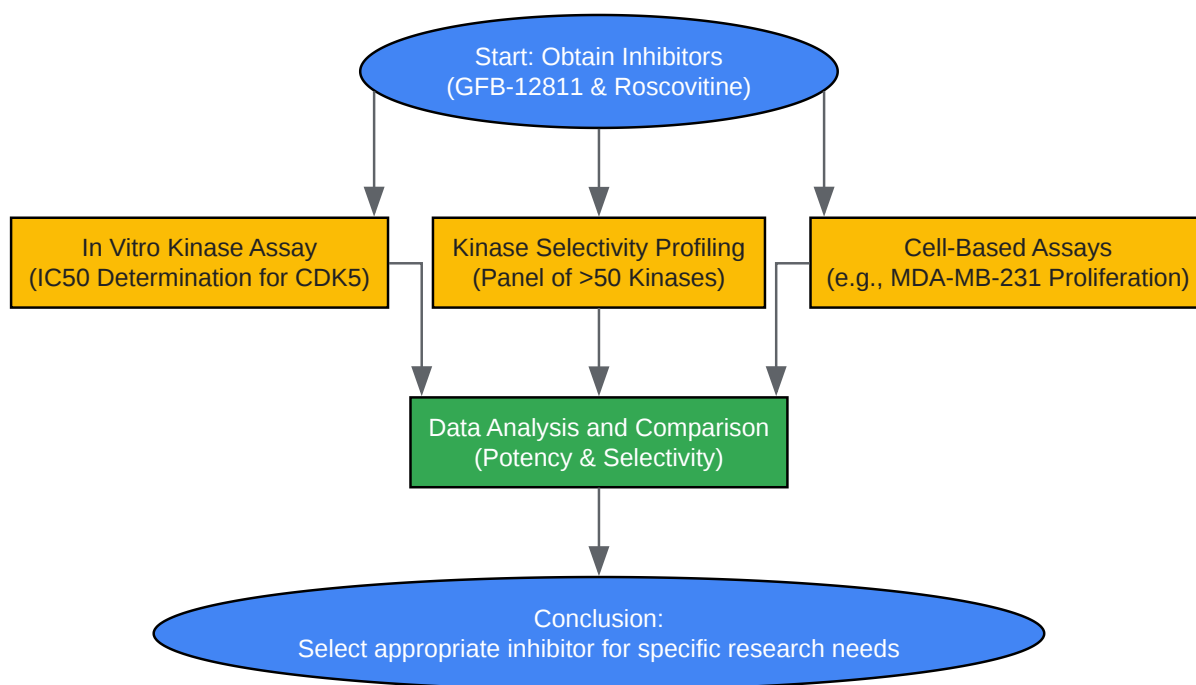 Start: Obtain Inhibitors
(GFB-12811 & Roscovitine)
In Vitro Kinase Assay
(IC50 Determination for CDK5)
Kinase Selectivity Profiling
(Panel of >50 Kinases)
Cell-Based Assays
(e.g., MDA-MB-231 Proliferation)
Data Analysis and Comparison
(Potency & Selectivity)
Conclusion:
Select appropriate inhibitor for specific research needs